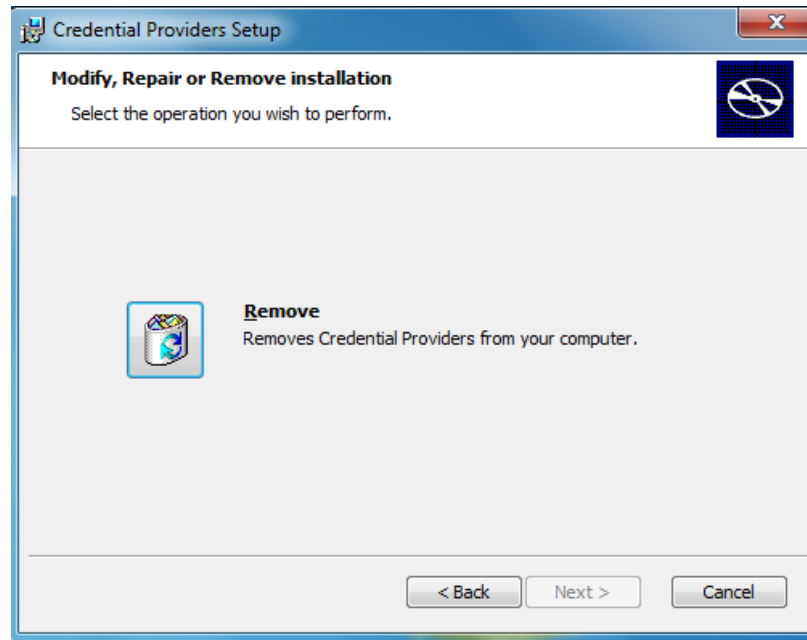 Credential Providers Setup
Modify, Repair or Remove installation
Select the operation you wish to perform.
Remove
Removes Credential Providers from your computer.
< Back Next > Cancel